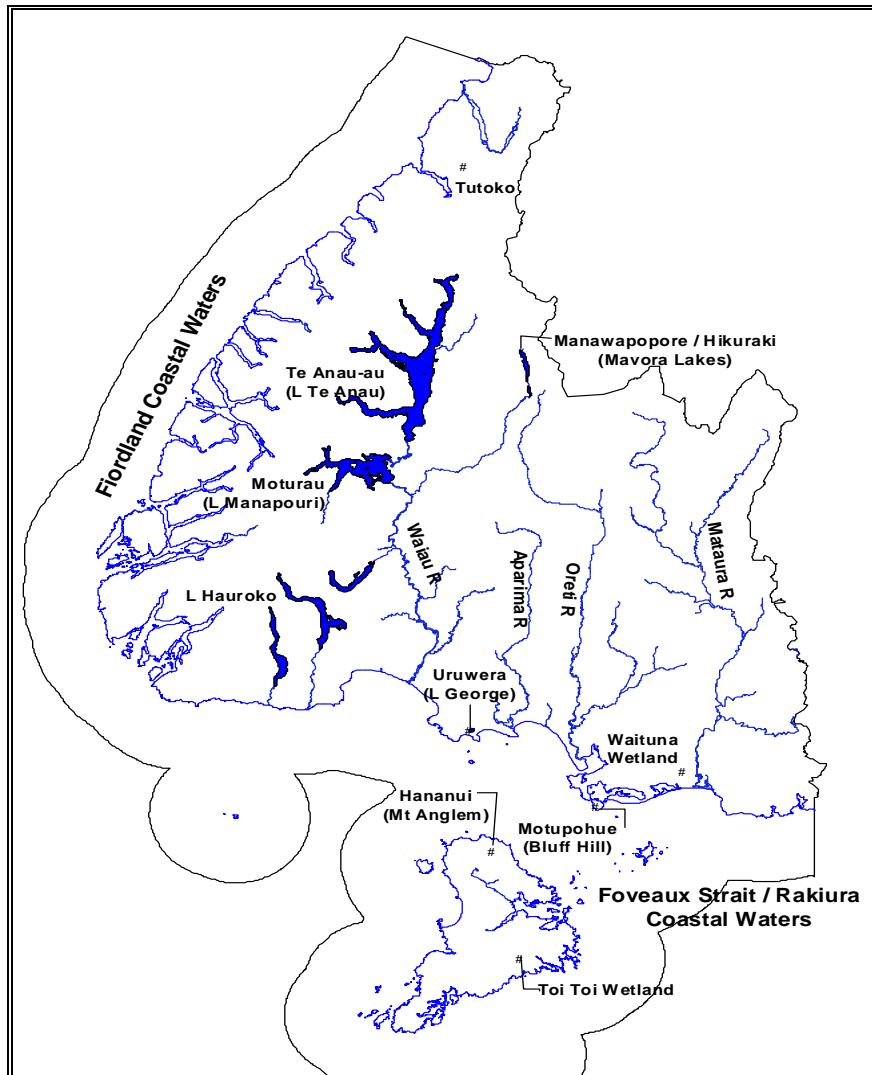 #
Tutoko
Fiordland Coastal Waters
Manawapopore / Hikuraki
(Mavora Lakes)
Te Anau-au
(L Te Anau)
Moturau
(L Manapouri)
Waiau R
Aparima R
Oreti R
Mataura R
L Hauroko
Uruwera
(L George)
#
Waituna
Wetland
#
Hananui
(Mt Anglem)
#
#
Motupohue
(Bluff Hill)
Foveaux Strait / Rakiura
Coastal Waters
#
Toi Toi Wetland